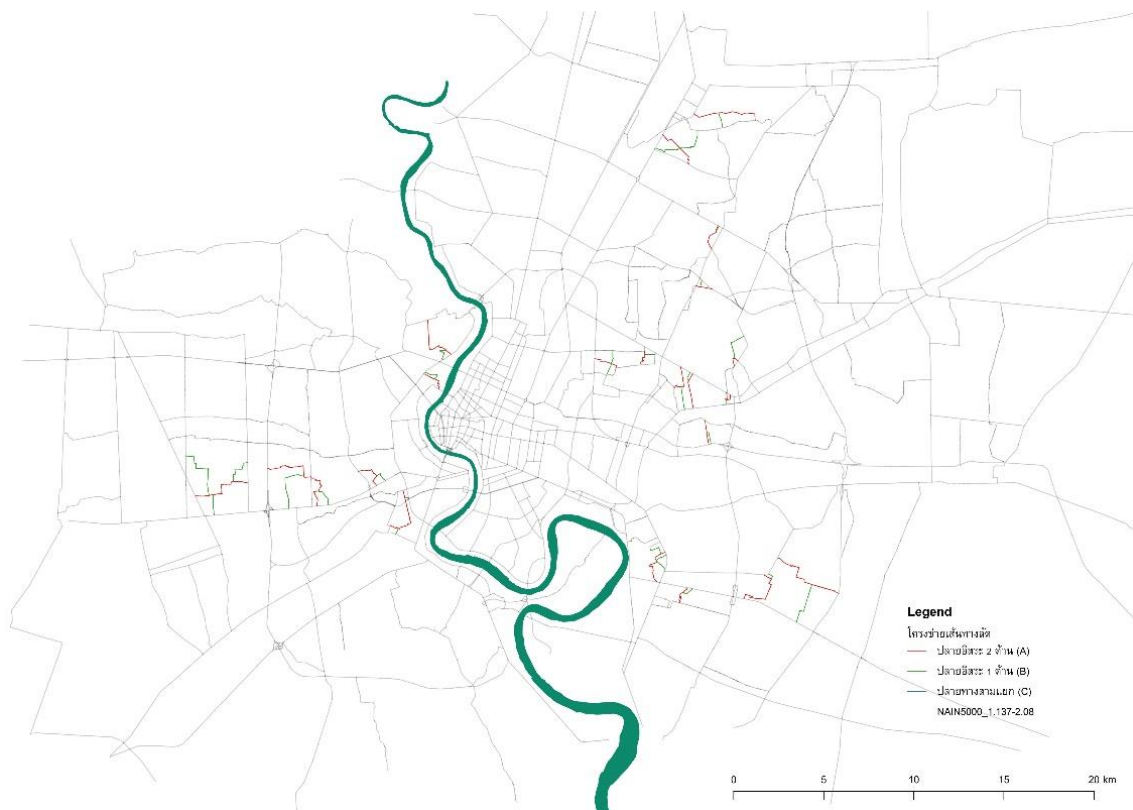 Legend
โครงข่ายเส้นทางลัด
ปลายอิสระ 2 ด้าน (A)
ปลายอิสระ 1 ด้าน (B)
ปลายทางสามแยก (C)
NAIN5000_1.137-2.08
0 5 10 15 20 km